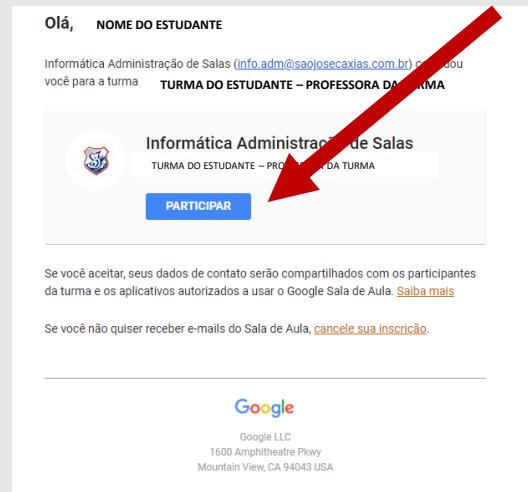 Olá, NOME DO ESTUDANTE
Informática Administração de Salas (info.adm@saojosecaxias.com.br) dou
você para a turma TURMA DO ESTUDANTE – PROFESSORA DA TURMA
Informática Administração de Salas
TURMA DO ESTUDANTE – DA TURMA
PARTICIPAR
Se você aceitar, seus dados de contato serão compartilhados com os participantes
da turma e os aplicativos autorizados a usar o Google Sala de Aula. Saiba mais
Se você não quiser receber e-mails do Sala de Aula, cancele sua inscrição.
Google
Google LLC
1600 Amphitheatre Pkwy
Mountain View, CA 94043 USA